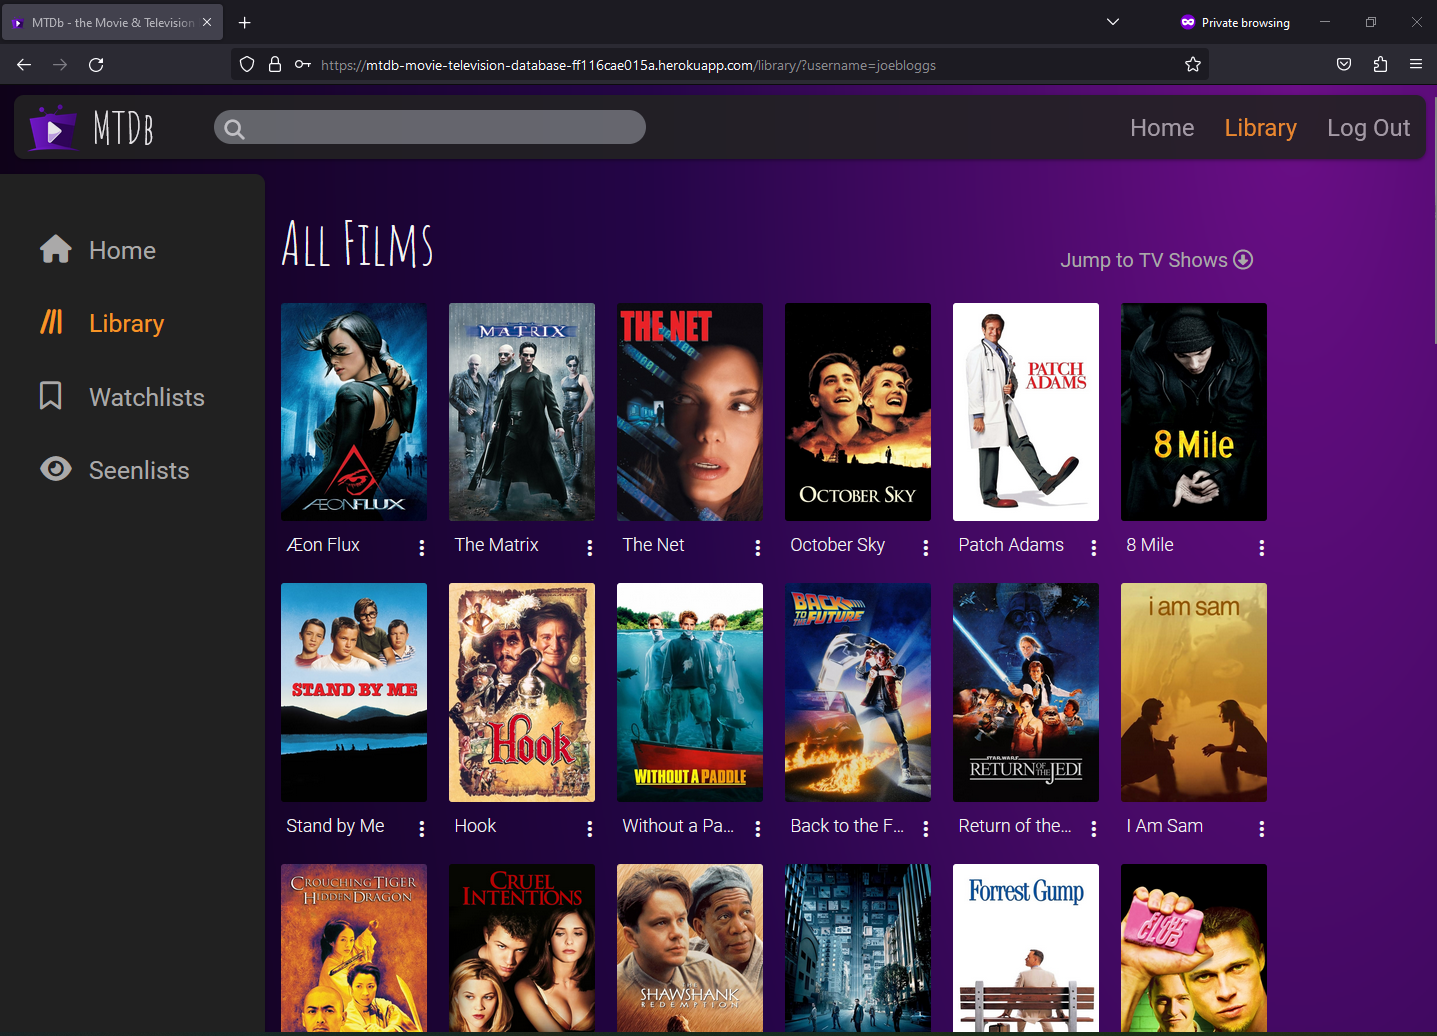 MTDb - the Movie & Television
Private browsing
https://mtdb-movie-television-database-ff116cae015a.herokuapp.com/library/?username=joebloggs
MTDb
Home
Library
Log Out
Home
Library
Watchlists
Seenlists
All Films
Jump to TV Shows
ÆONFLUX
MATRIX
THE NET
OCTOBER SKY
PATCH
ADAMS
8 Mile
Æon Flux
The Matrix
The Net
October Sky
Patch Adams
8 Mile
STAND BY ME
Hook
WITHOUT A PADDLE
BACK
TO THE FUTURE
STAR WARS
RETURN OF THE JEDI
i am sam
Stand by Me
Hook
Without a Pa...
Back to the F...
Return of the...
I Am Sam
CROUCHING TIGER
HIDDEN DRAGON
CRUEL
INTENTIONS
THE
SHAWSHANK
REDEMPTION
Forrest Gump
FIGHT
CLUB